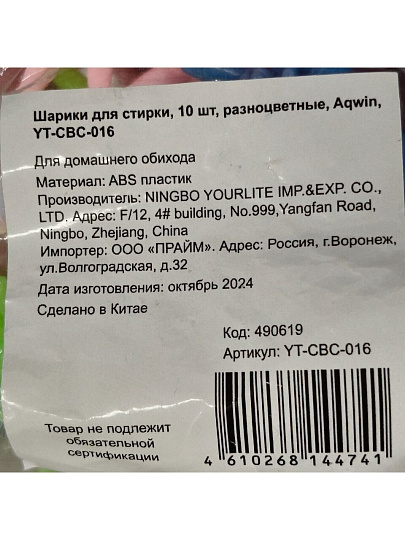 Шарики для стирки, 10 шт, разноцветные, Aqwin,
YT-CBC-016
Для домашнего обихода
Материал: ABS пластик
Производитель: NINGBO YOURLITE IMP.&EXP. CO.,
LTD. Адрес: F/12, 4# building, No.999,Yangfan Road,
Ningbo, Zhejiang, China
Импортер: ООО «ПРАЙМ». Адрес: Россия, г.Воронеж,
ул.Волгоградская, д.32
Дата изготовления: октябрь 2024
Сделано в Китае
Код: 490619
Артикул: YT-CBC-016
Товар не подлежит
обязательной
сертификации
4 610268 144741